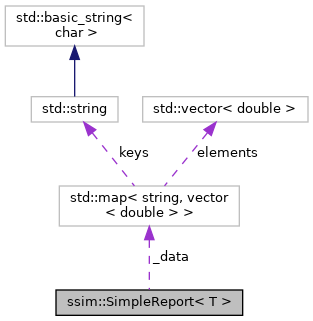 std::basic_string<
char >
std::string
std::vector< double >
keys
elements
std::map< string, vector
< double > >
_data
ssim::SimpleReport< T >